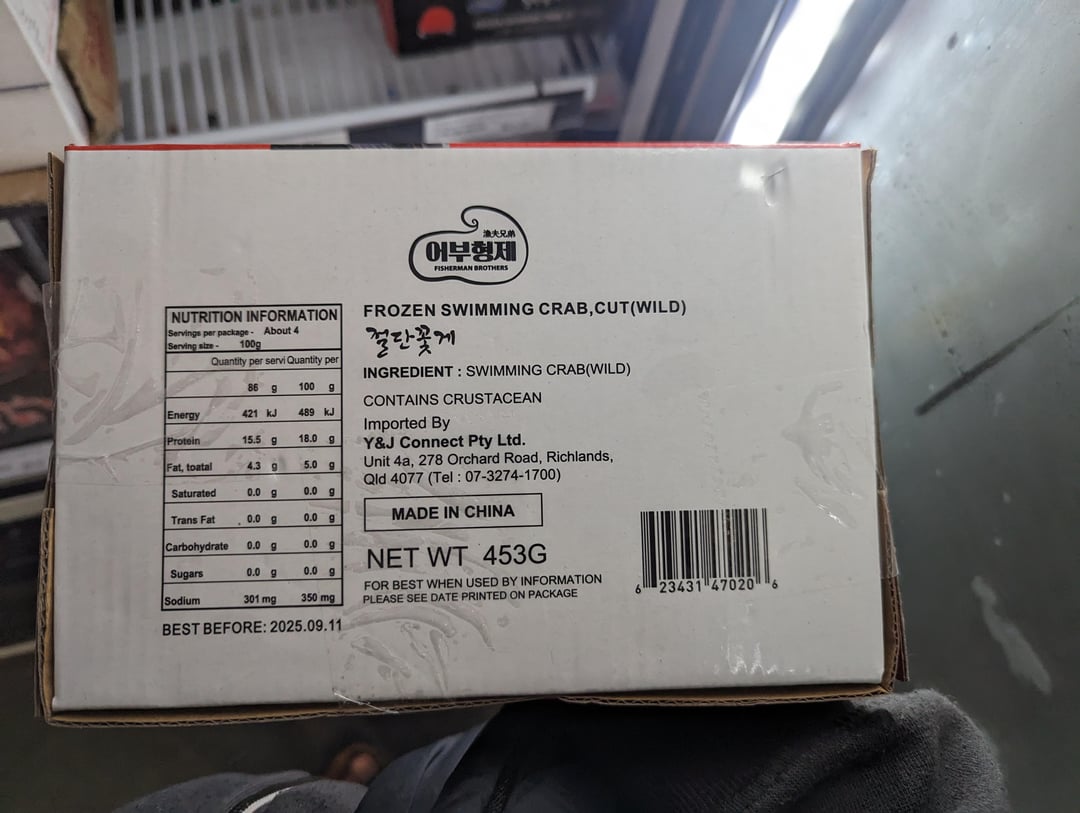 漁夫兄弟
어부형제
FISHERMAN BROTHERS
NUTRITION INFORMATION
Servings per package - About 4
Serving size - 100g
Quantity per servi Quantity per
86 g 100 g
Energy 421 kJ 489 kJ
Protein 15.5 g 18.0 g
Fat, toatal 4.3 g 5.0 g
Saturated 0.0 g 0.0 g
Trans Fat 0.0 g 0.0 g
Carbohydrate 0.0 g 0.0 g
Sugars 0.0 g 0.0 g
Sodium 301 mg 350 mg
BEST BEFORE: 2025.09.11
FROZEN SWIMMING CRAB,CUT(WILD)
절단꽃게
INGREDIENT : SWIMMING CRAB(WILD)
CONTAINS CRUSTACEAN
Imported By
Y&J Connect Pty Ltd.
Unit 4a, 278 Orchard Road, Richlands,
Qld 4077 (Tel : 07-3274-1700)
MADE IN CHINA
NET WT 453G
FOR BEST WHEN USED BY INFORMATION
PLEASE SEE DATE PRINTED ON PACKAGE
6 23431 47020 6